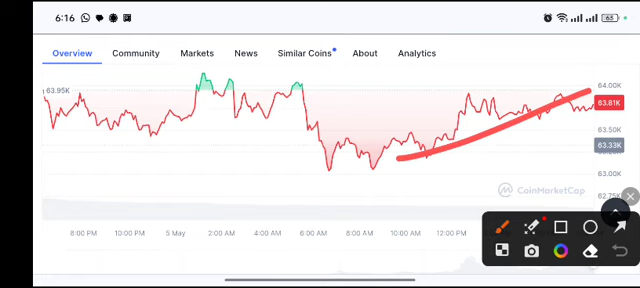 6:16 63
Overview Community Markets News Similar Coins About Analytics
64.00K
63.95K
63.81K
63.50K
63.33K
63.00K
CoinMarketCap
62.75K
8:00 PM 10:00 PM 5 May 2:00 AM 4:00 AM 6:00 AM 8:00 AM 10:00 AM 12:00 PM